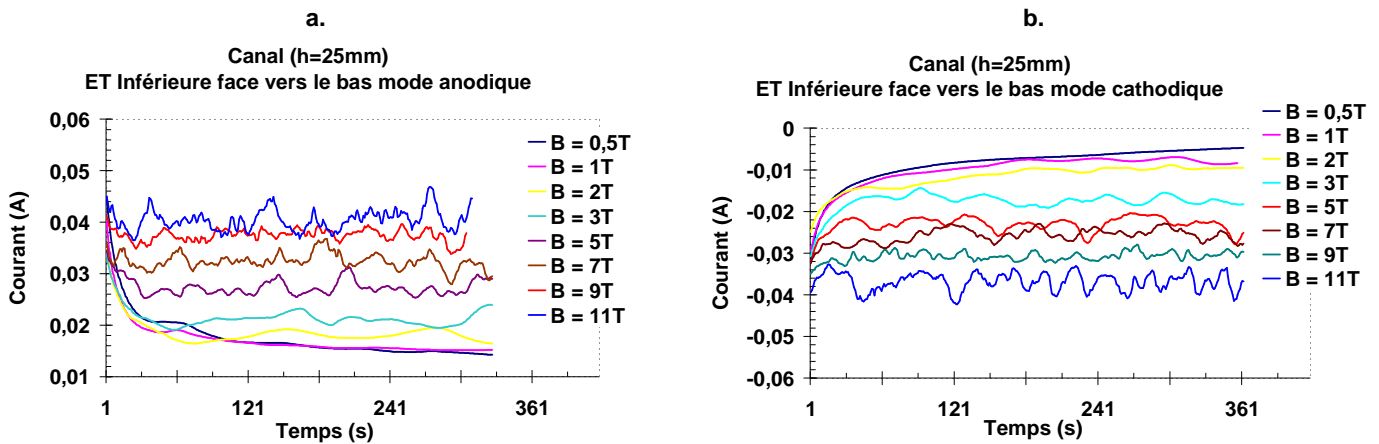 a.
Canal (h=25mm)
ET Inférieure face vers le bas mode anodique
0,06
0,05
0,04
0,03
0,02
0,01
Courant (A)
1
121
241
361
Temps (s)
B = 0,5T
B = 1T
B = 2T
B = 3T
B = 5T
B = 7T
B = 9T
B = 11T
b.
Canal (h=25mm)
ET Inférieure face vers le bas mode cathodique
0
-0,01
-0,02
-0,03
-0,04
-0,05
-0,06
Courant (A)
1
121
241
361
Temps (s)
B = 0,5T
B = 1T
B = 2T
B = 3T
B = 5T
B = 7T
B = 9T
B = 11T